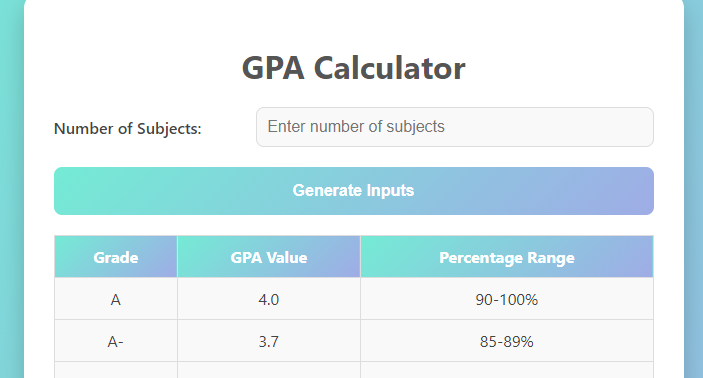 GPA Calculator
Number of Subjects: Enter number of subjects
Generate Inputs
Grade GPA Value Percentage Range
A 4.0 90-100%
A- 3.7 85-89%